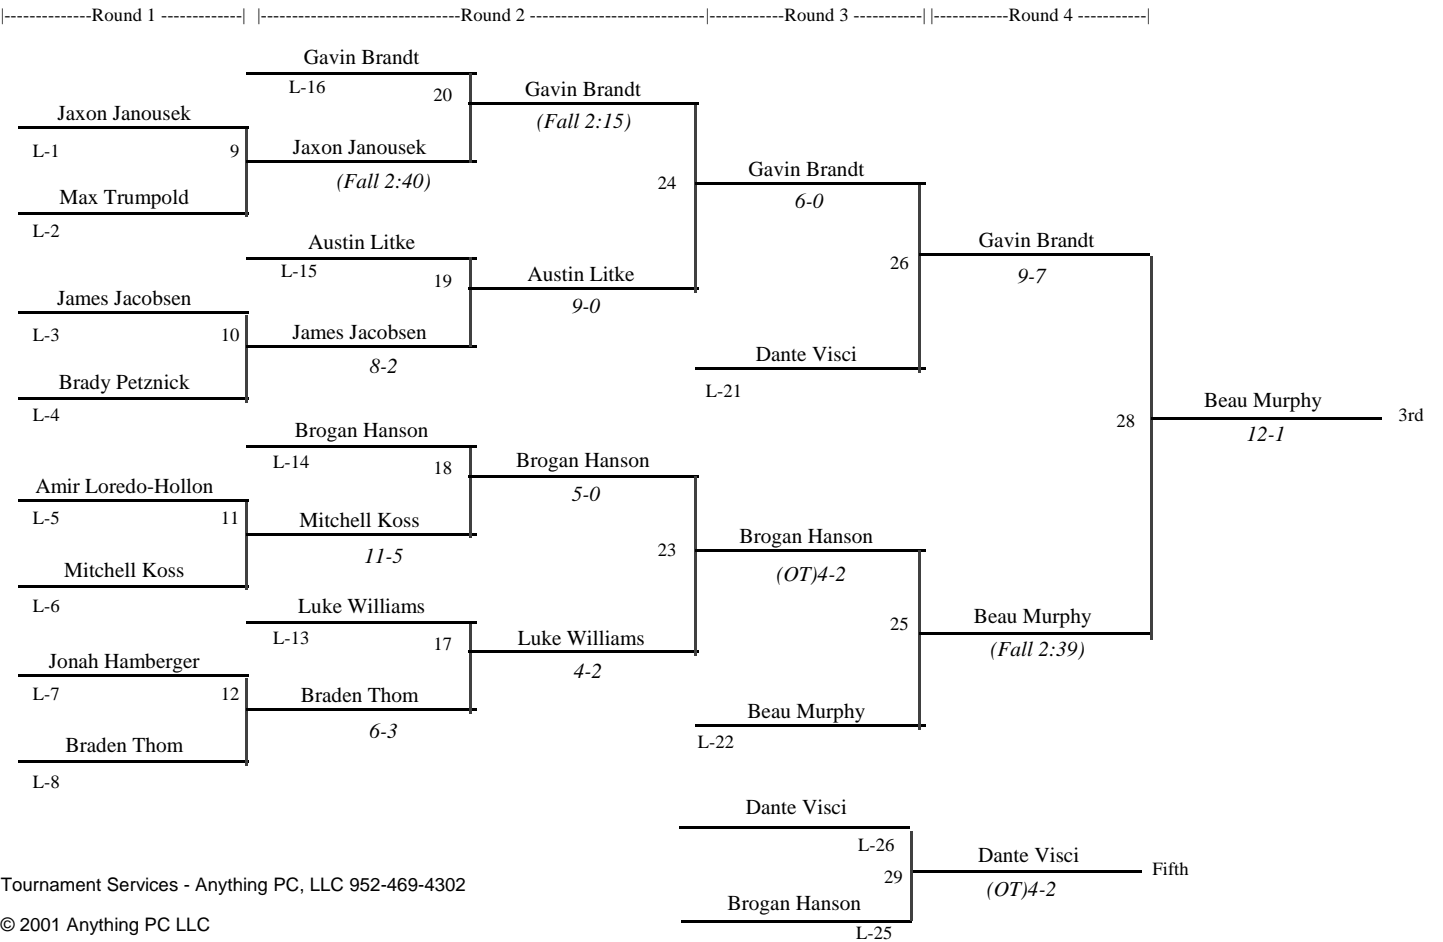 |--------------Round 1 -------------| |--------------------------------Round 2 ----------------------------|------------Round 3 -----------| |------------Round 4 -----------|
Gavin Brandt
L-16
20
Gavin Brandt
(Fall 2:15)
Jaxon Janousek
L-1
9
Jaxon Janousek
(Fall 2:40)
Max Trumpold
L-2
24
Gavin Brandt
6-0
Austin Litke
L-15
19
Austin Litke
9-0
James Jacobsen
L-3
10
James Jacobsen
8-2
Brady Petznick
L-4
26
Gavin Brandt
9-7
Dante Visci
L-21
Brogan Hanson
L-14
18
Brogan Hanson
5-0
Amir Loredo-Hollon
L-5
11
Mitchell Koss
11-5
Mitchell Koss
L-6
28
Beau Murphy
12-1
3rd
23
Brogan Hanson
(OT)4-2
Luke Williams
L-13
17
Luke Williams
4-2
Jonah Hamberger
L-7
12
Braden Thom
6-3
Braden Thom
L-8
25
Beau Murphy
(Fall 2:39)
Beau Murphy
L-22
Dante Visci
L-26
29
Dante Visci
(OT)4-2
Fifth
Brogan Hanson
L-25
Tournament Services - Anything PC, LLC 952-469-4302
© 2001 Anything PC LLC